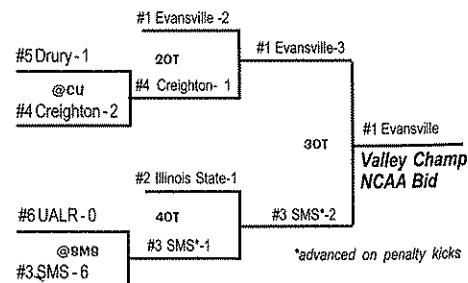 #1 Evansville -2
#5 Drury - 1
2OT
#1 Evansville-3
@CU
#4 Creighton- 1
#4 Creighton - 2
#1 Evansville
3OT
Valley Champ
NCAA Bid
#2 Illinois State-1
#6 UALR - 0
4OT
#3 SMS*-2
@SMS
#3 SMS*-1
*advanced on penalty kicks
#3 SMS - 6